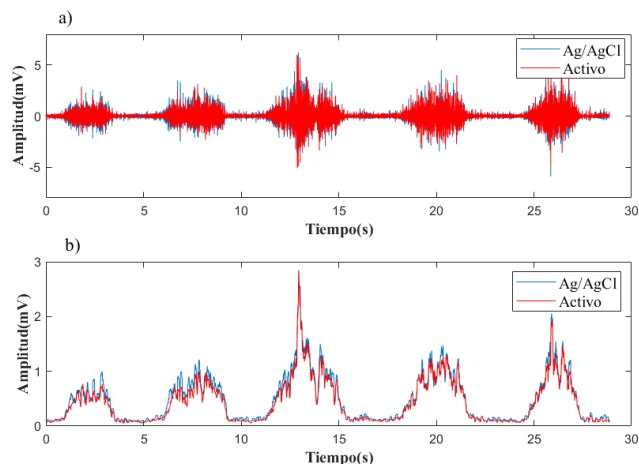 a)
5
0
-5
Amplitud(mV)
Ag/AgCl
Activo
0 5 10 15 20 25 30
Tiempo(s)
b)
3
2
1
0
Amplitud(mV)
Ag/AgCl
Activo
0 5 10 15 20 25 30
Tiempo(s)